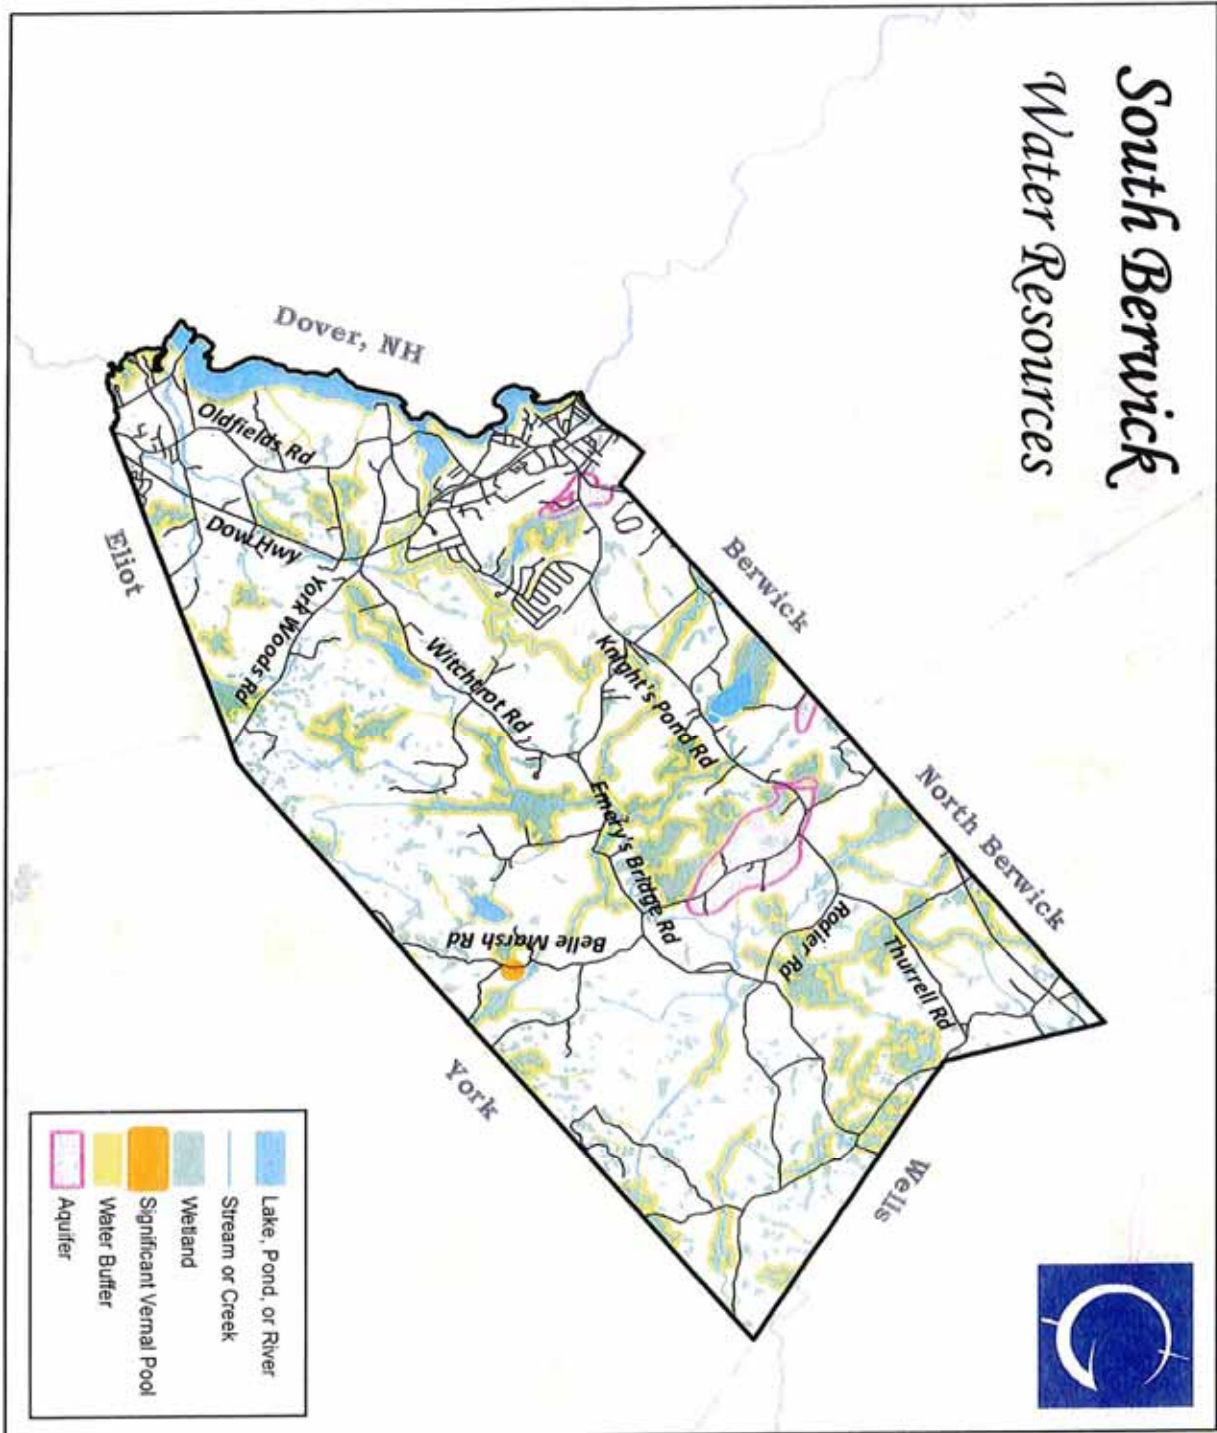 South Berwick
Water Resources
Dover, NH
Berwick
North Berwick
Eliot
York
Wells
Oldfields Rd
Dow Hwy
York Woods Rd
Witchtrot Rd
Knight's Pond Rd
Emery's Bridge Rd
Belle Marsh Rd
Rodier Rd
Thurrell Rd
Lake, Pond, or River
Stream or Creek
Wetland
Significant Vernal Pool
Water Buffer
Aquifer